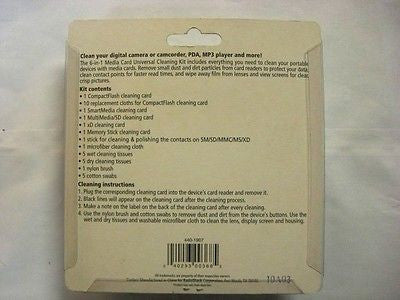 Clean your digital camera or camcorder, PDA, MP3 player and more!
The 6-in-1 Media Card Universal Cleaning Kit includes everything you need to clean your portable
devices with media cards. Remove small dust and dirt particles from card readers to protect your data,
clean contact points for faster read times, and wipe away film from lenses and view screens for clear,
crisp pictures.
Kit contents
• 1 CompactFlash cleaning card
• 10 replacement cloths for CompactFlash cleaning card
• 1 SmartMedia cleaning card
• 1 MultiMedia/SD cleaning card
• 1 xD cleaning card
• 1 Memory Stick cleaning card
• 1 stick for cleaning & polishing the contacts on SM/SD/MMC/MS/XD
• 1 microfiber cleaning cloth
• 5 wet cleaning tissues
• 5 dry cleaning tissues
• 1 nylon brush
• 5 cotton swabs
Cleaning instructions
1. Plug the corresponding cleaning card into the device's card reader and remove it.
2. Black lines will appear on the cleaning card after the cleaning process.
3. Make a note on the label on the back of the cleaning card after every cleaning.
4. Use the nylon brush and cotton swabs to remove dust and dirt from the device's buttons. Use the
wet and dry tissues and washable microfiber cloth to clean the lens, display screen and housing.
440-1907
All trademarks are property of their respective owners
10A03